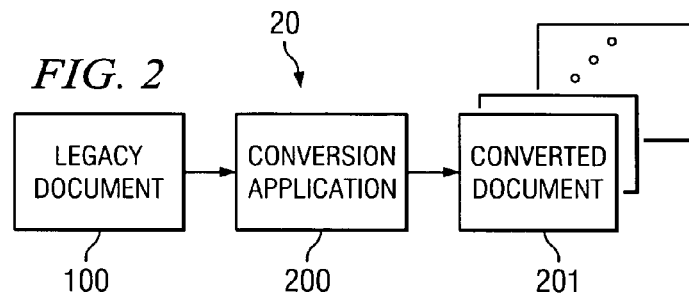 20
FIG. 2
LEGACY
DOCUMENT
CONVERSION
APPLICATION
CONVERTED
DOCUMENT
100
200
201